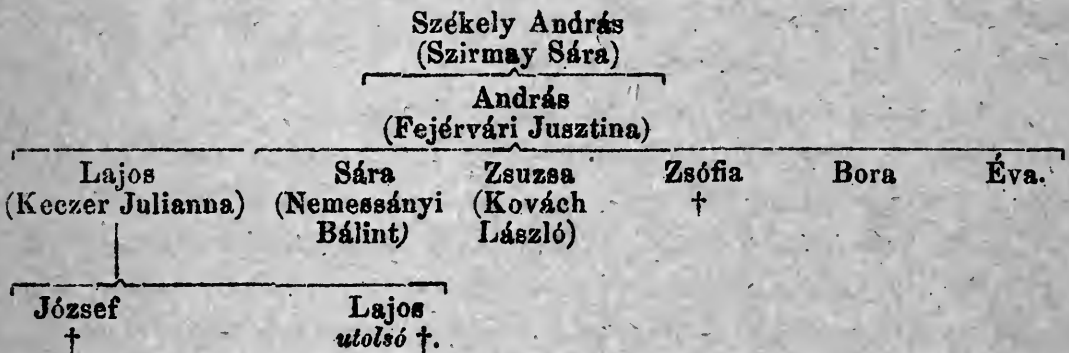 Székely András
(Szirmay Sára)
András
(Fejérvári Jusztina)
Lajos Sára Zsuzsa Zsófia Bora Éva.
(Keczer Julianna) (Nemessányi (Kovách †
Bálint) László)
József Lajos
† utolsó †.